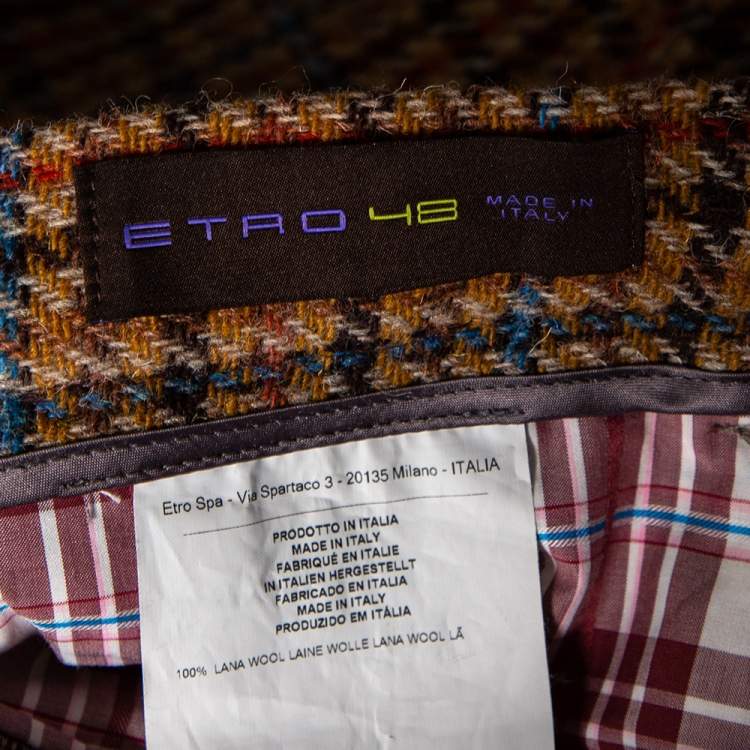 ETRO 48 MADE IN
ITALY
Etro Spa - Via Spartaco 3 - 20135 Milano - ITALIA
PRODOTTO IN ITALIA
MADE IN ITALY
FABRIQUÉ EN ITALIE
IN ITALIEN HERGESTELLT
FABRICADO EN ITALIA
MADE IN ITALY
PRODUZIDO EM ITÁLIA
100% LANA WOOL LAINE WOLLE LANA WOOL LÃ